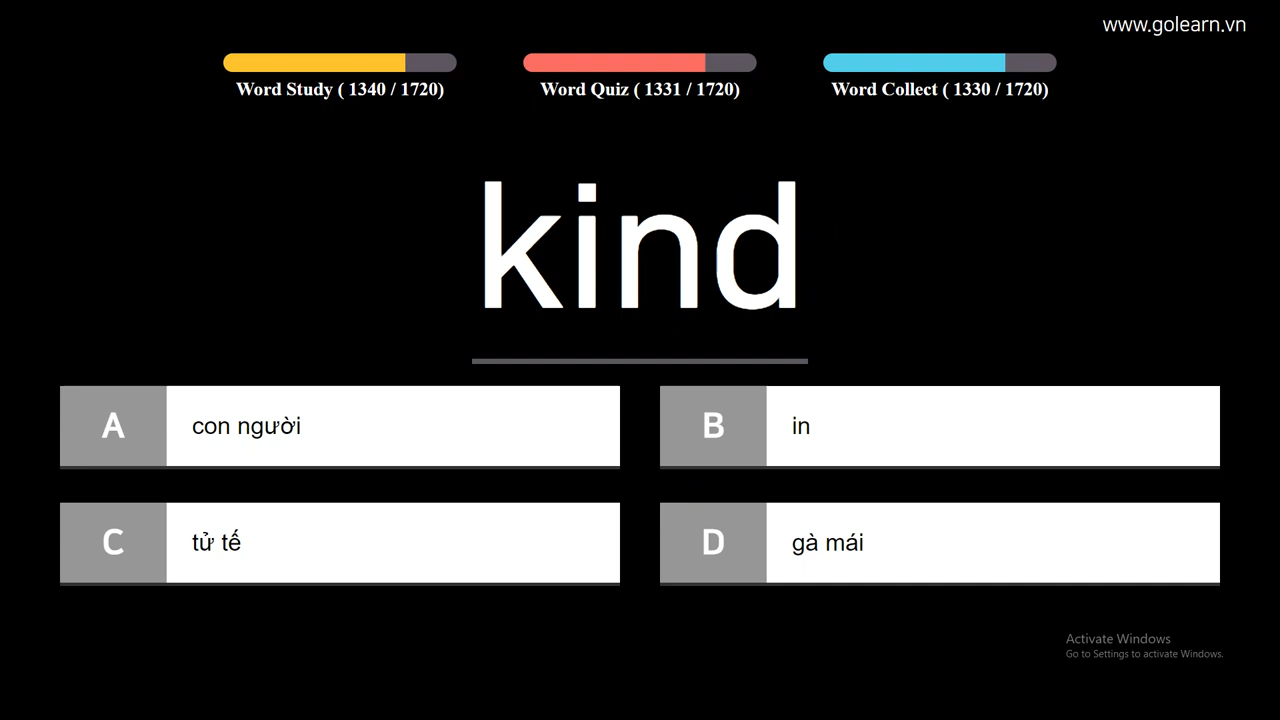 www.golearn.vn
Word Study ( 1340 / 1720)
Word Quiz ( 1331 / 1720)
Word Collect ( 1330 / 1720)
kind
A con người
B in
C tử tế
D gà mái
Activate Windows
Go to Settings to activate Windows.